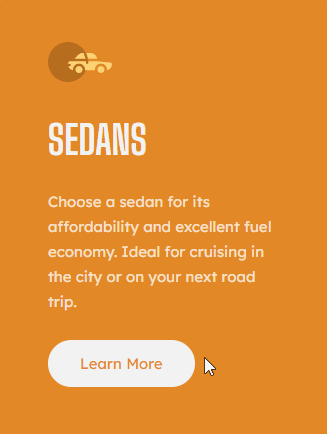 SEDANS
Choose a sedan for its
affordability and excellent fuel
economy. Ideal for cruising in
the city or on your next road
trip.
Learn More